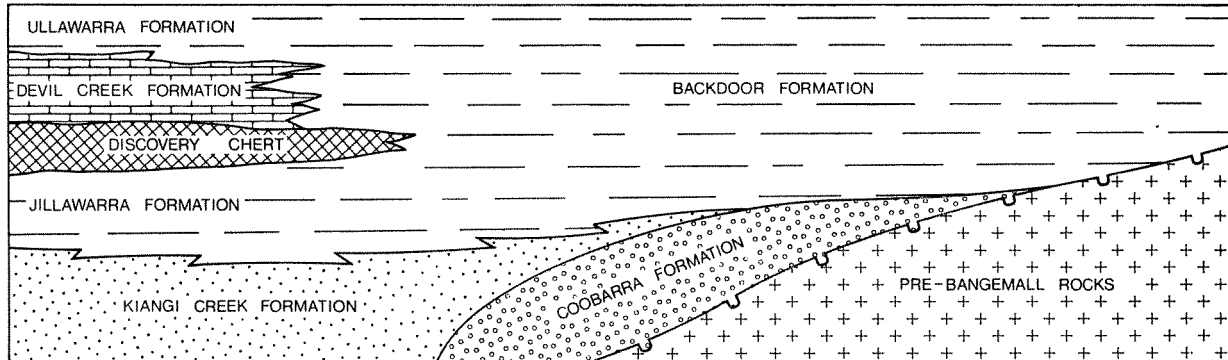 ULLAWARRA FORMATION
DEVIL CREEK FORMATION
BACKDOOR FORMATION
DISCOVERY CHERT
JILLAWARRA FORMATION
COOBARRA FORMATION
PRE-BANGEMALL ROCKS
KIANGI CREEK FORMATION